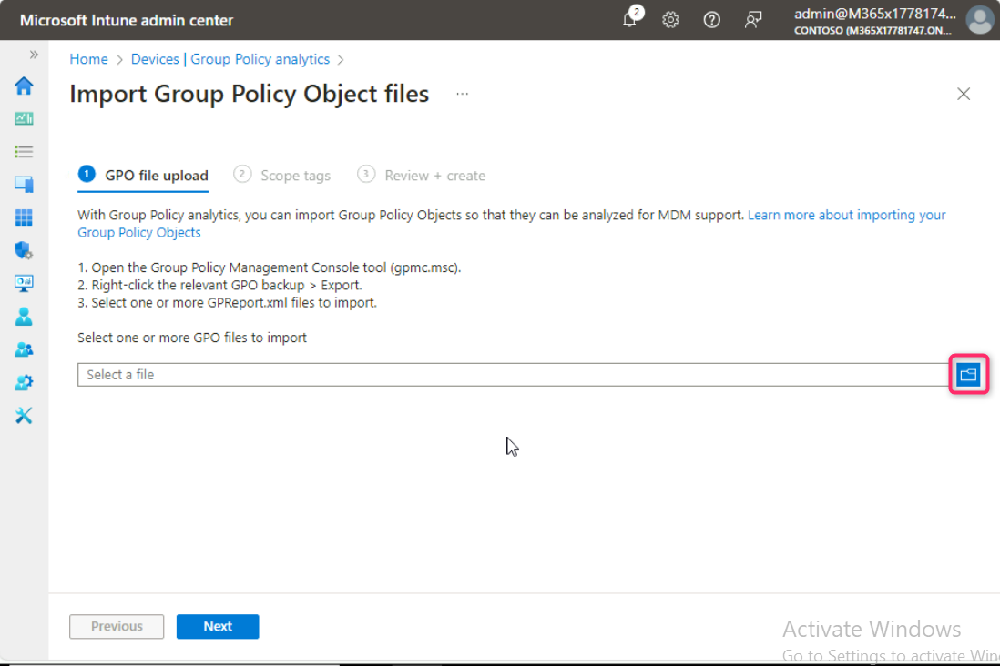 Microsoft Intune admin center
2
admin@M365x1778174...
CONTOSO (M365X17781747.ON...
Home > Devices | Group Policy analytics >
Import Group Policy Object files ...
1 GPO file upload
2 Scope tags
3 Review + create
With Group Policy analytics, you can import Group Policy Objects so that they can be analyzed for MDM support. Learn more about importing your
Group Policy Objects
1. Open the Group Policy Management Console tool (gpmc.msc).
2. Right-click the relevant GPO backup > Export.
3. Select one or more GPReport.xml files to import.
Select one or more GPO files to import
Select a file
Previous
Next
Activate Windows
Go to Settings to activate Win